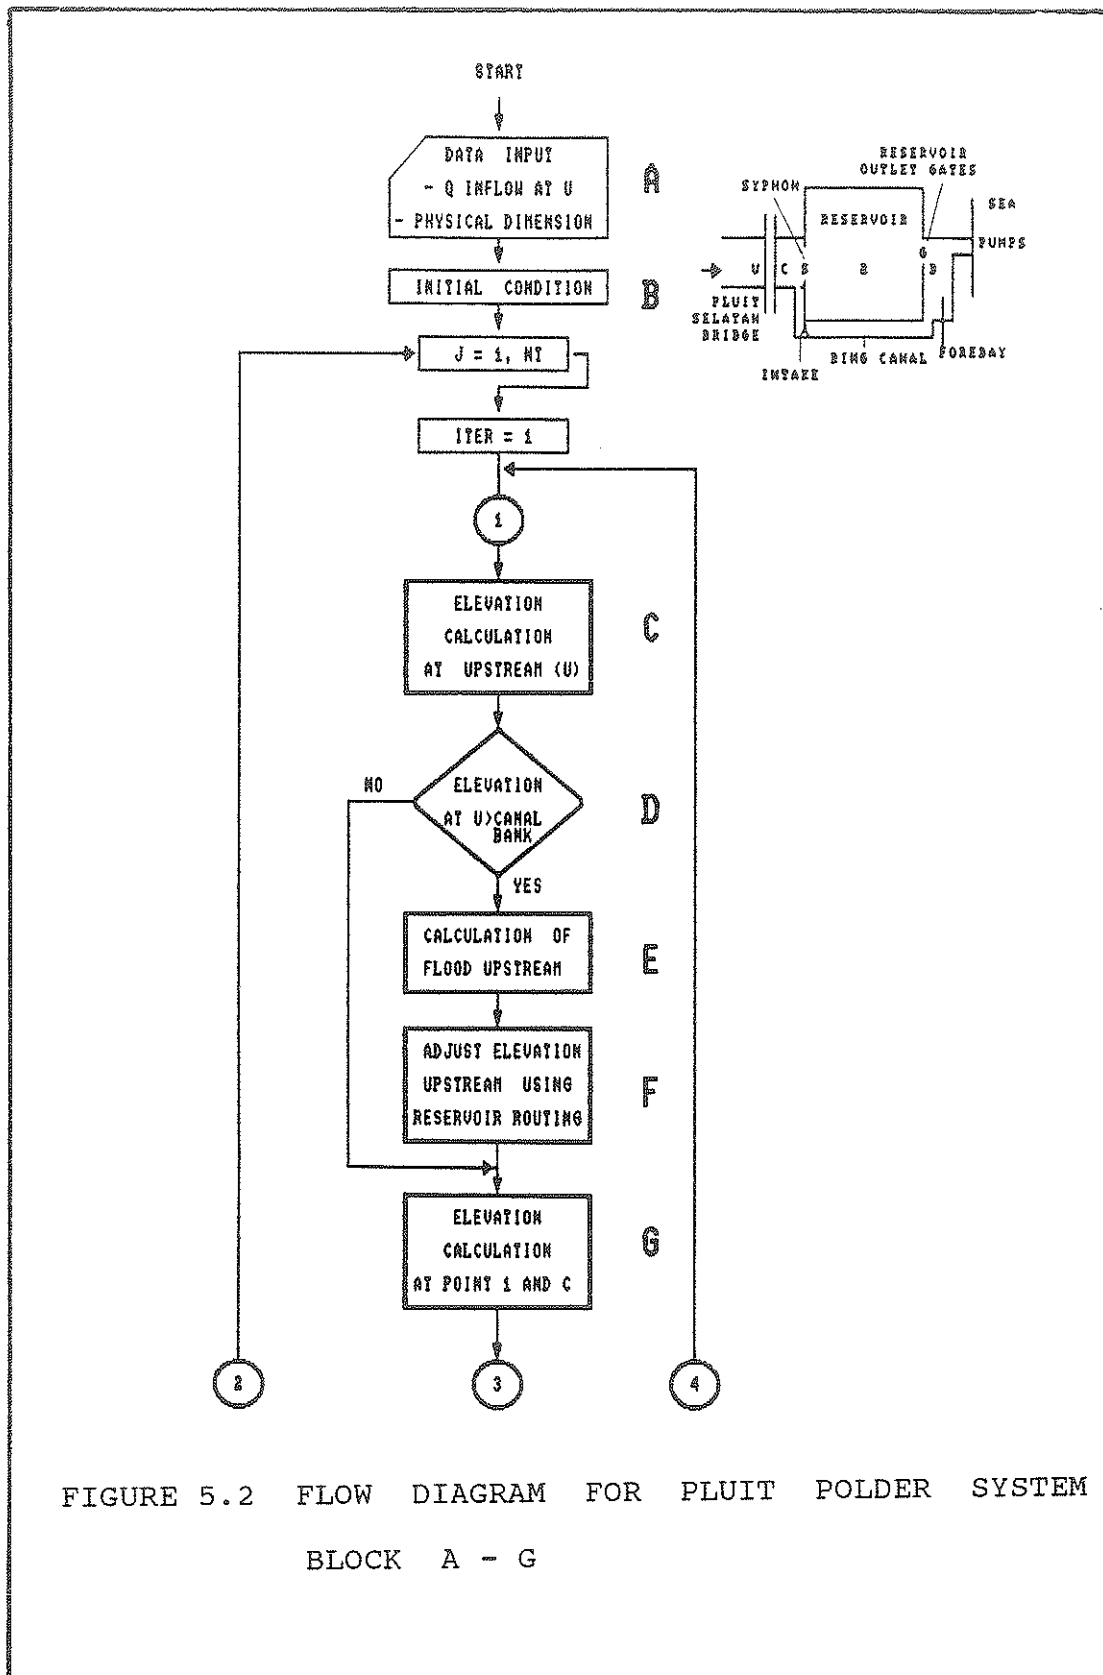 START
DATA INPUT
- Q INFLOW AT U
- PHYSICAL DIMENSION
A
INITIAL CONDITION
B
J = 1, NT
ITER = 1
1
ELEVATION
CALCULATION
AT UPSTREAM (U)
C
NO
ELEVATION
AT U>CANAL
BANK
D
YES
CALCULATION OF
FLOOD UPSTREAM
E
ADJUST ELEVATION
UPSTREAM USING
RESERVOIR ROUTING
F
ELEVATION
CALCULATION
AT POINT 1 AND C
G
2
3
4
RESERVOIR
OUTLET GATES
SYPHON
SEA
RESERVOIR
PUMPS
U
C
S
2
G
PLUIT
SELATAN
BRIDGE
RING CANAL
FOREBAY
INTAKE
FIGURE 5.2 FLOW DIAGRAM FOR PLUIT POLDER SYSTEM
BLOCK A - G